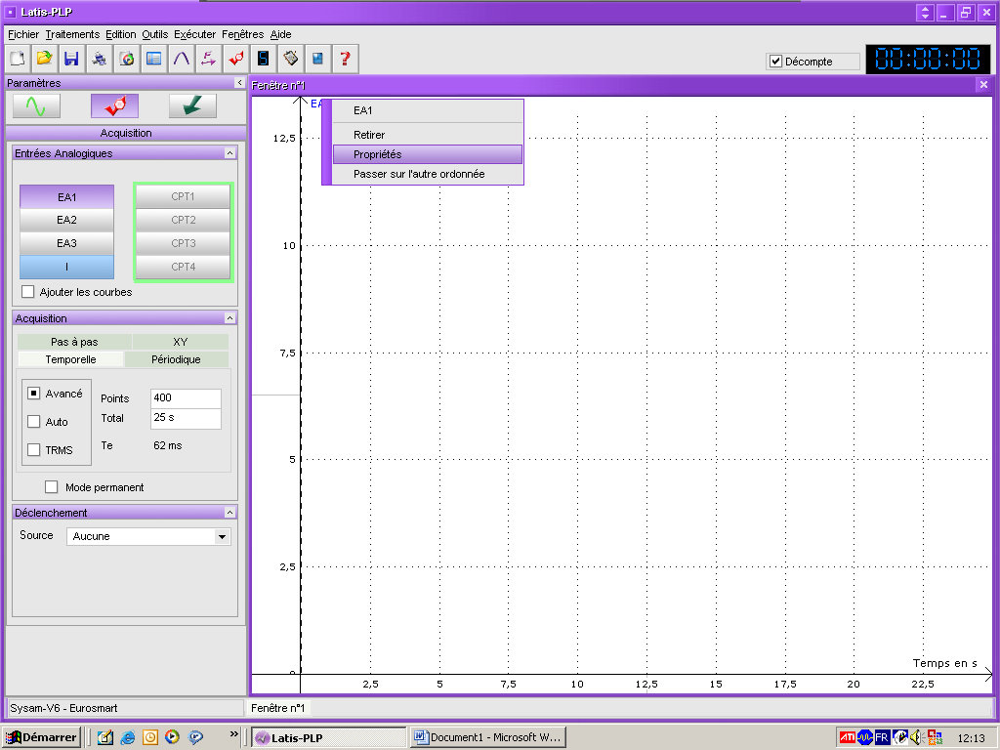 Latis-PLP
Fichier Traitements Edition Outils Exécuter Fenêtres Aide
Décompte
00:00:00
Paramètres
Fenêtre n°1
Acquisition
Entrées Analogiques
EA1 CPT1
EA2 CPT2
EA3 CPT3
I CPT4
Ajouter les courbes
Acquisition
Pas à pas XY
Temporelle Périodique
Avancé
Auto
TRMS
Points 400
Total 25 s
Te 62 ms
Mode permanent
Déclenchement
Source Aucune
EA1
Retirer
Propriétés
Passer sur l'autre ordonnée
12,5
10
7,5
5
2,5
0
Temps en s
2,5 5 7,5 10 12,5 15 17,5 20 22,5
Sysam-V6 - Eurosmart
Fenêtre n°1
Démarrer
»
Latis-PLP
Document1 - Microsoft W...
ATI
FR
12:13